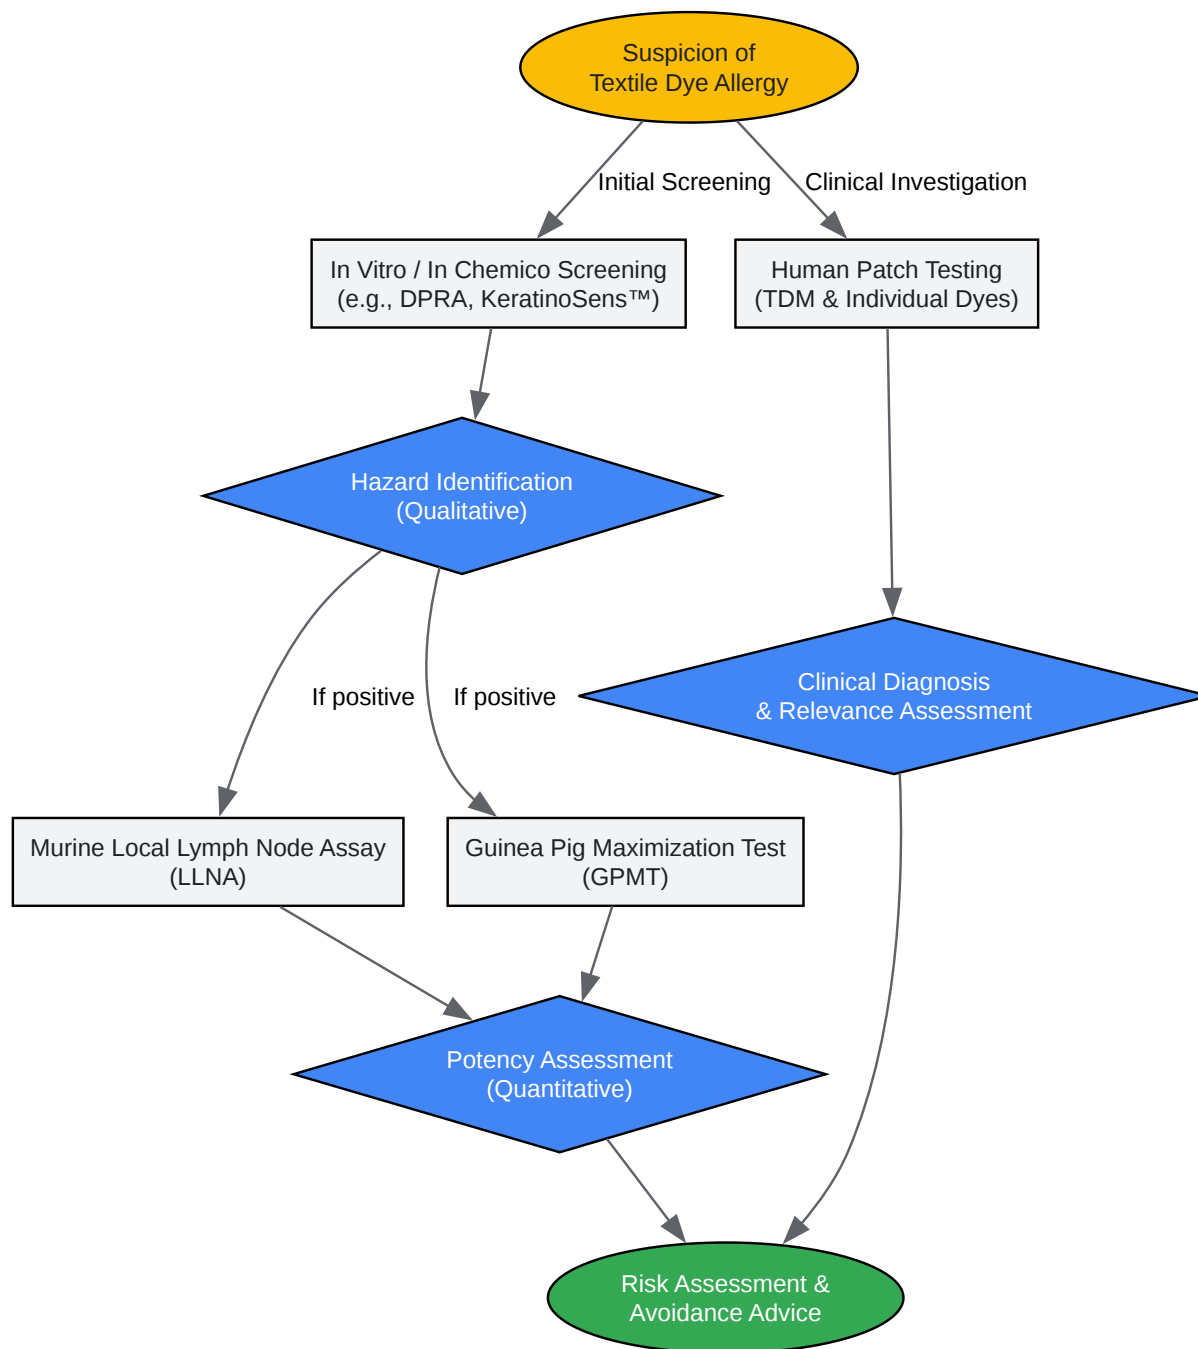 Suspicion of
Textile Dye Allergy
Initial Screening
Clinical Investigation
In Vitro / In Chemico Screening
(e.g., DPRA, KeratinoSens™)
Human Patch Testing
(TDM & Individual Dyes)
Hazard Identification
(Qualitative)
If positive
If positive
Clinical Diagnosis
& Relevance Assessment
Murine Local Lymph Node Assay
(LLNA)
Guinea Pig Maximization Test
(GPMT)
Potency Assessment
(Quantitative)
Risk Assessment &
Avoidance Advice